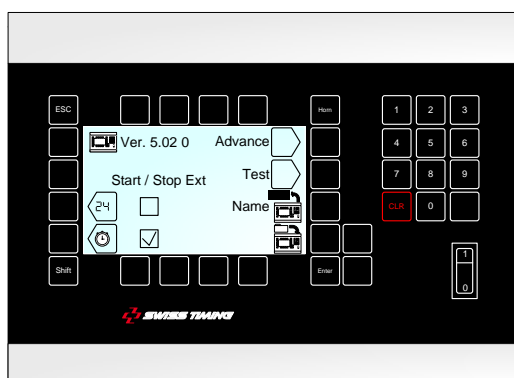 ESC
Horn
1 2 3
Ver. 5.02 0 Advance
4 5 6
Start / Stop Ext Test
7 8 9
24 Name
CLR 0
Shift
Enter
1
0
SWISS TIMING